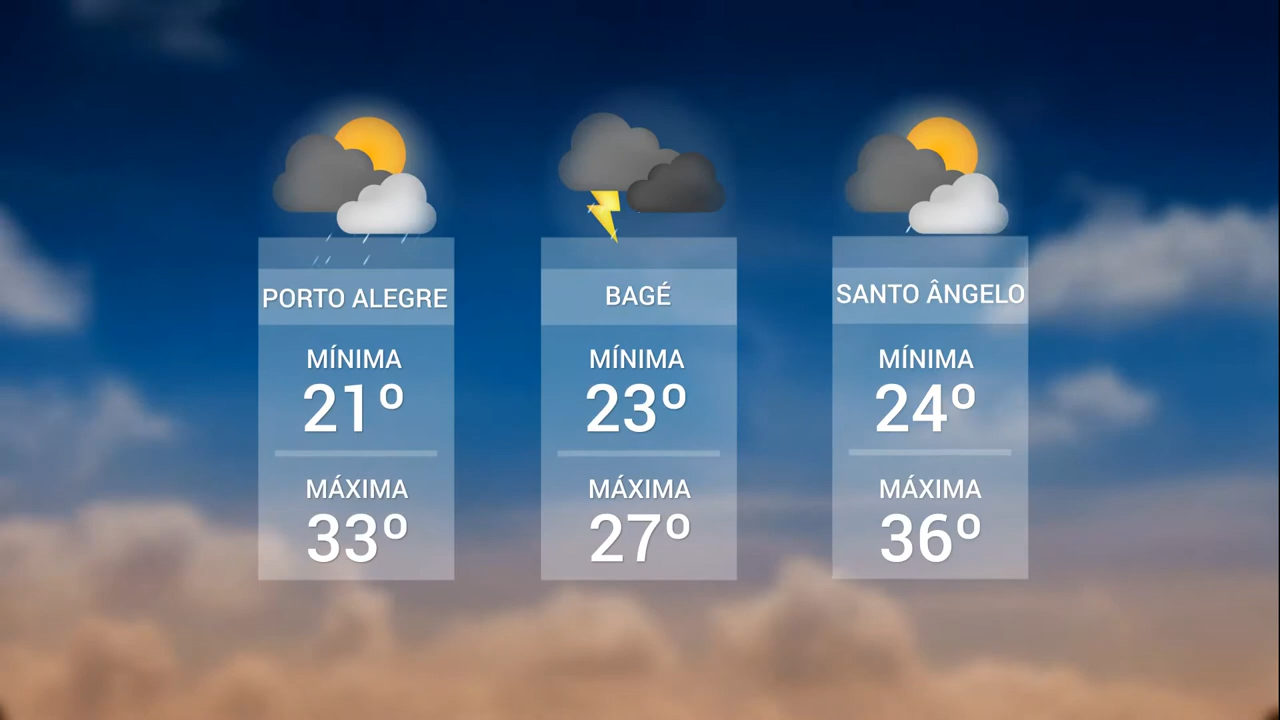 PORTO ALEGRE
MÍNIMA
21º
MÁXIMA
33º
BAGÉ
MÍNIMA
23º
MÁXIMA
27º
SANTO ÂNGELO
MÍNIMA
24º
MÁXIMA
36º